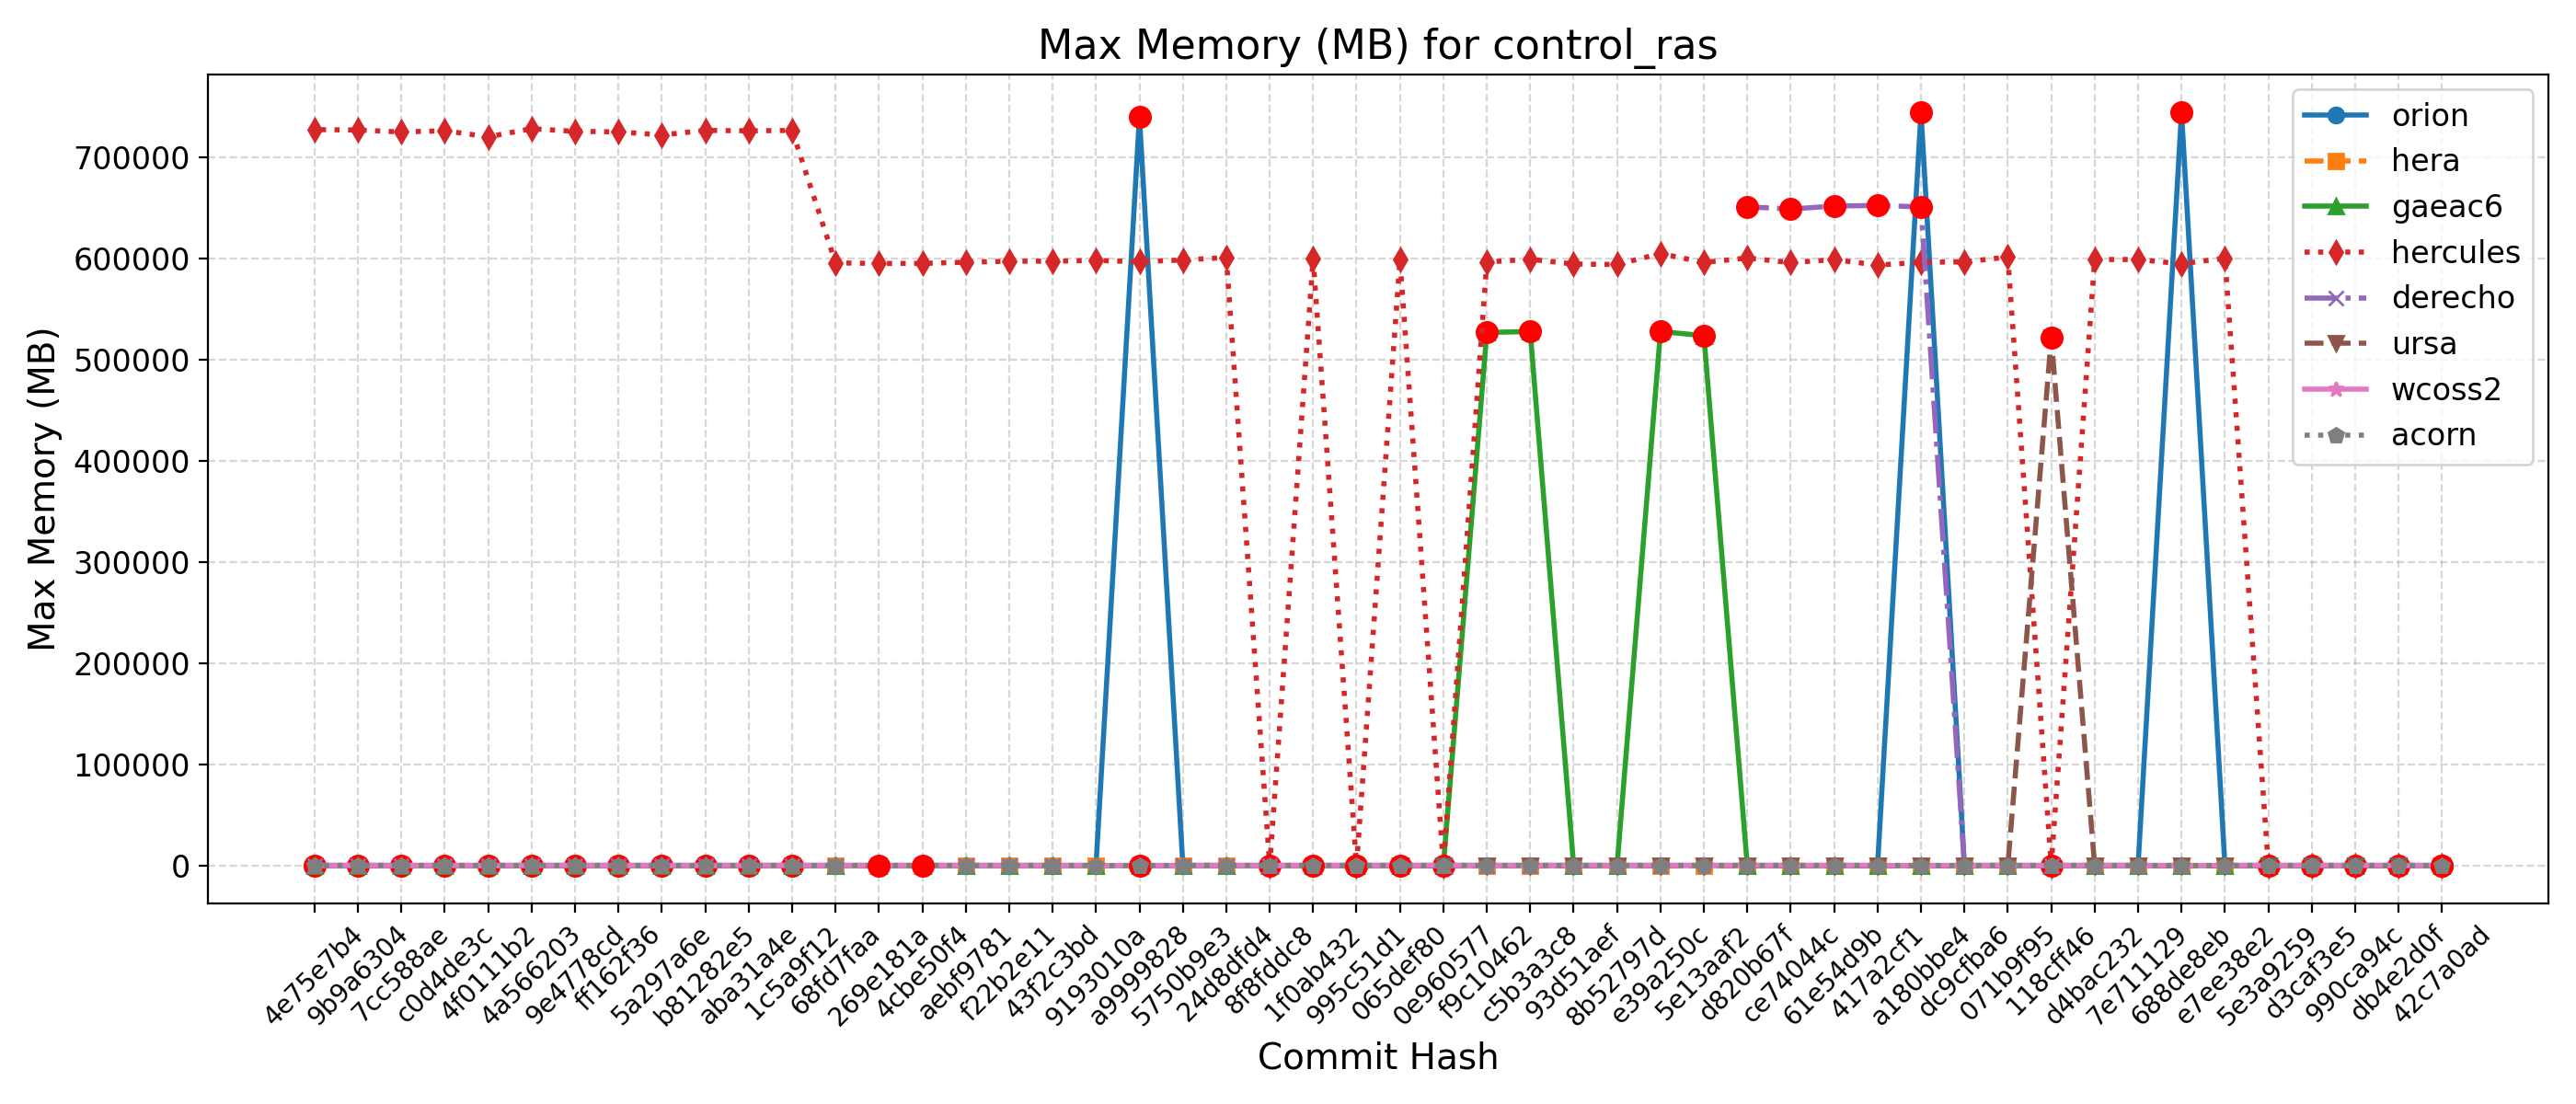 Max Memory (MB) for control_ras
Max Memory (MB)
700000
600000
500000
400000
300000
200000
100000
0
orion
hera
gaeac6
hercules
derecho
ursa
wcoss2
acorn
4e75e7b4
9b9a6304
7cc588ae
c0d4de3c
4f0111b2
4a566203
9e4778cd
ff162f36
5a297a6e
b81282e5
aba31a4e
1c5a9f12
68fd7faa
269e181a
4cbe50f4
aebf9781
f22b2e11
43f2c3bd
9193010a
a9999828
5750b9e3
24d8dfd4
8f8fddc8
1f0ab432
995c51d1
065def80
0e960577
f9c10462
c5b3a3c8
93d51aef
8b52797d
e39a250c
5e13aaf2
d820b67f
ce74044c
61e54d9b
417a2cf1
a180bbe4
dc9cfba6
071b9f95
118cff46
d4bac232
7e711129
688de8eb
e7ee38e2
5e3a9259
d3caf3e5
990ca94c
db4e2d0f
42c7a0ad
Commit Hash